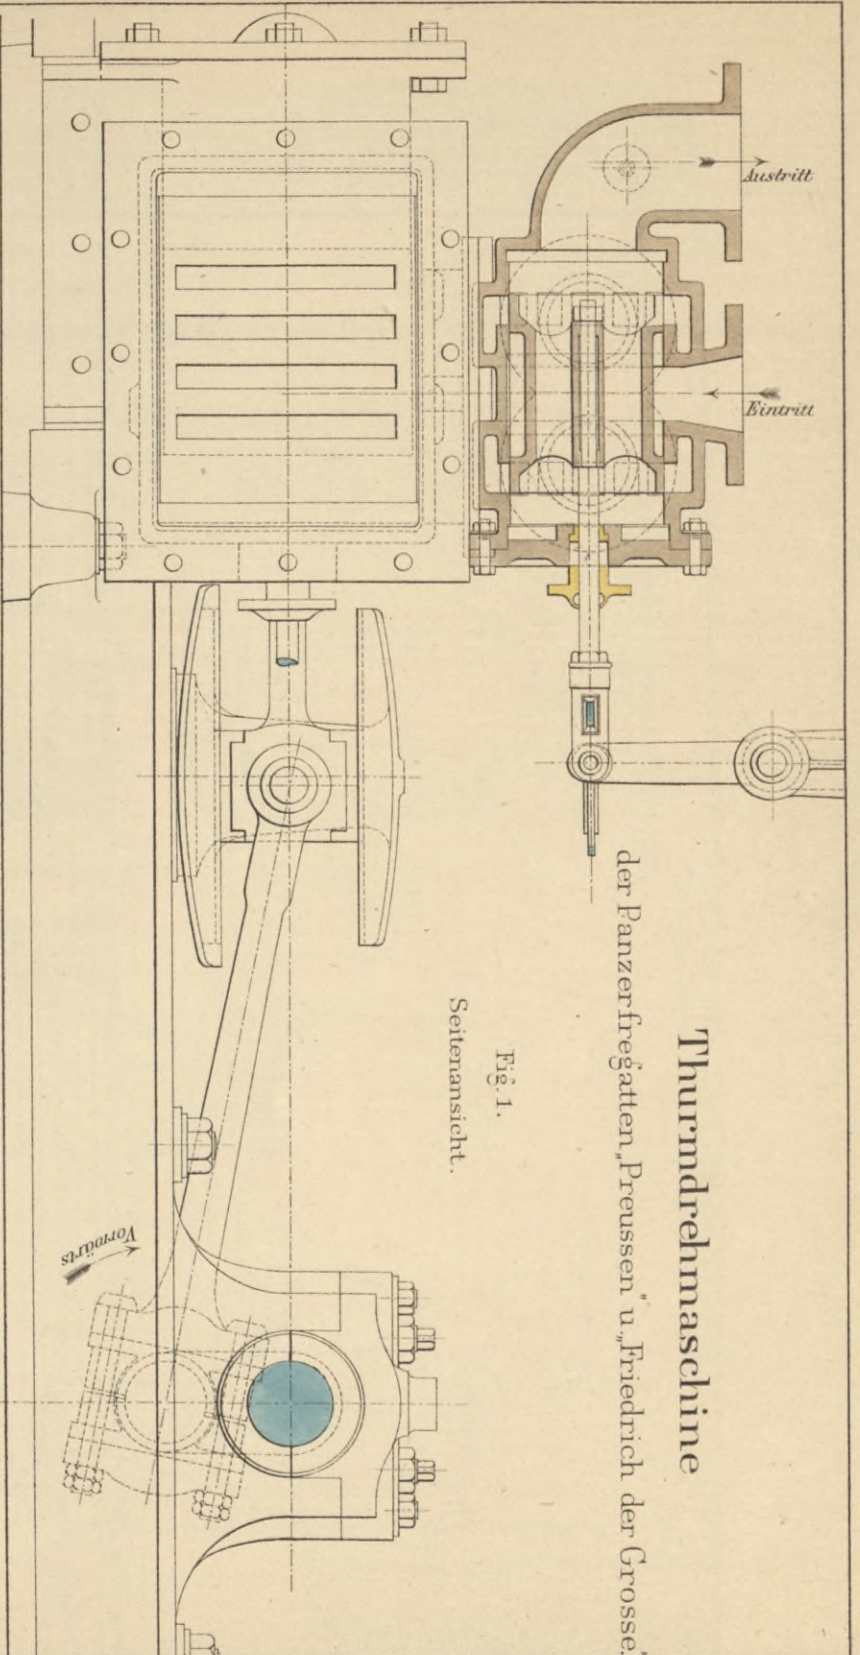 Thurmdrehmaschine
der Panzerfregatten „Preussen" u. „Friedrich der Grosse."
Fig. 1.
Seitenansicht.
Austritt
Eintritt
Vorwärts